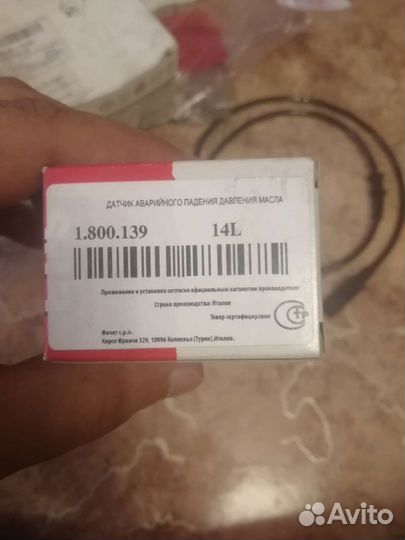 ДАТЧИК АВАРИЙНОГО ПАДЕНИЯ ДАВЛЕНИЯ МАСЛА
1.800.139 14L
Применение и установка согласно официальным каталогам производителя
Страна производства: Италия
Товар сертифицирован
Фачет с.р.л.
Корсо Франча 329, 10096 Колленьо (Турин), Италия.
Avito